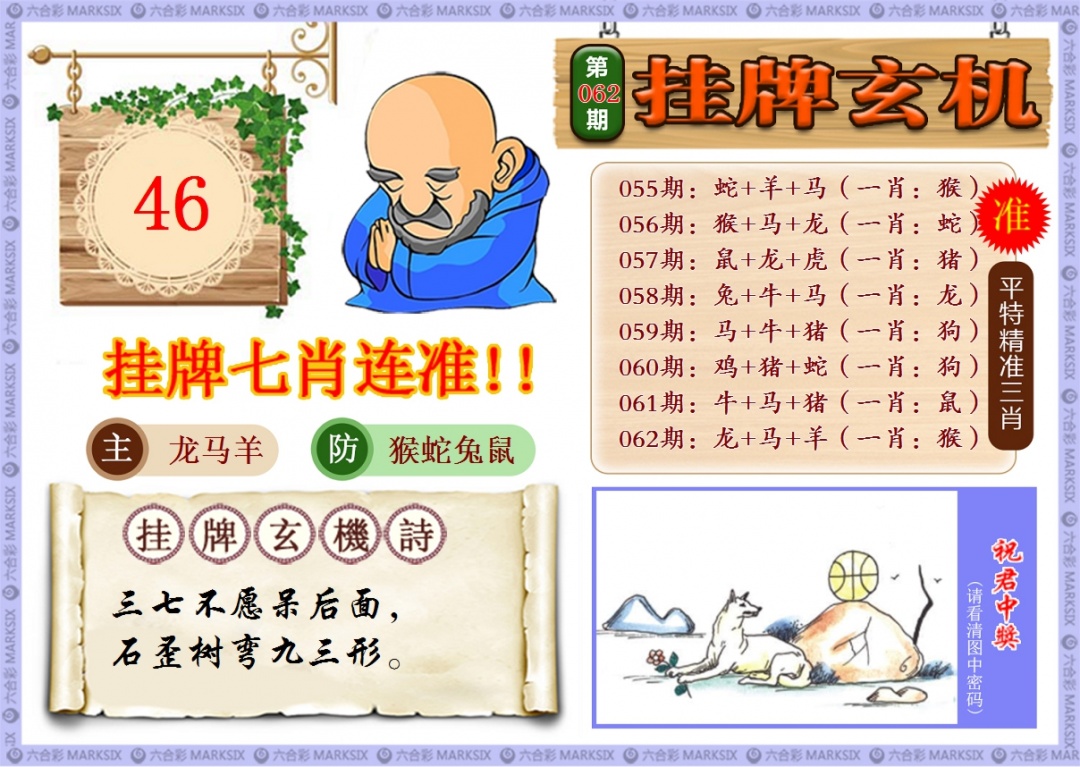 六合彩 MARKSIX
46
挂牌七肖连准!!
主 龙马羊
防 猴蛇兔鼠
挂牌玄機詩
三七不愿呆后面，
石歪树弯九三形。
第062期
挂牌玄机
055期：蛇+羊+马（一肖：猴）
056期：猴+马+龙（一肖：蛇）
057期：鼠+龙+虎（一肖：猪）
058期：兔+牛+马（一肖：龙）
059期：马+牛+猪（一肖：狗）
060期：鸡+猪+蛇（一肖：狗）
061期：牛+马+猪（一肖：鼠）
062期：龙+马+羊（一肖：猴）
准
平特精准三肖
祝君中奖
（请看清图中密码）